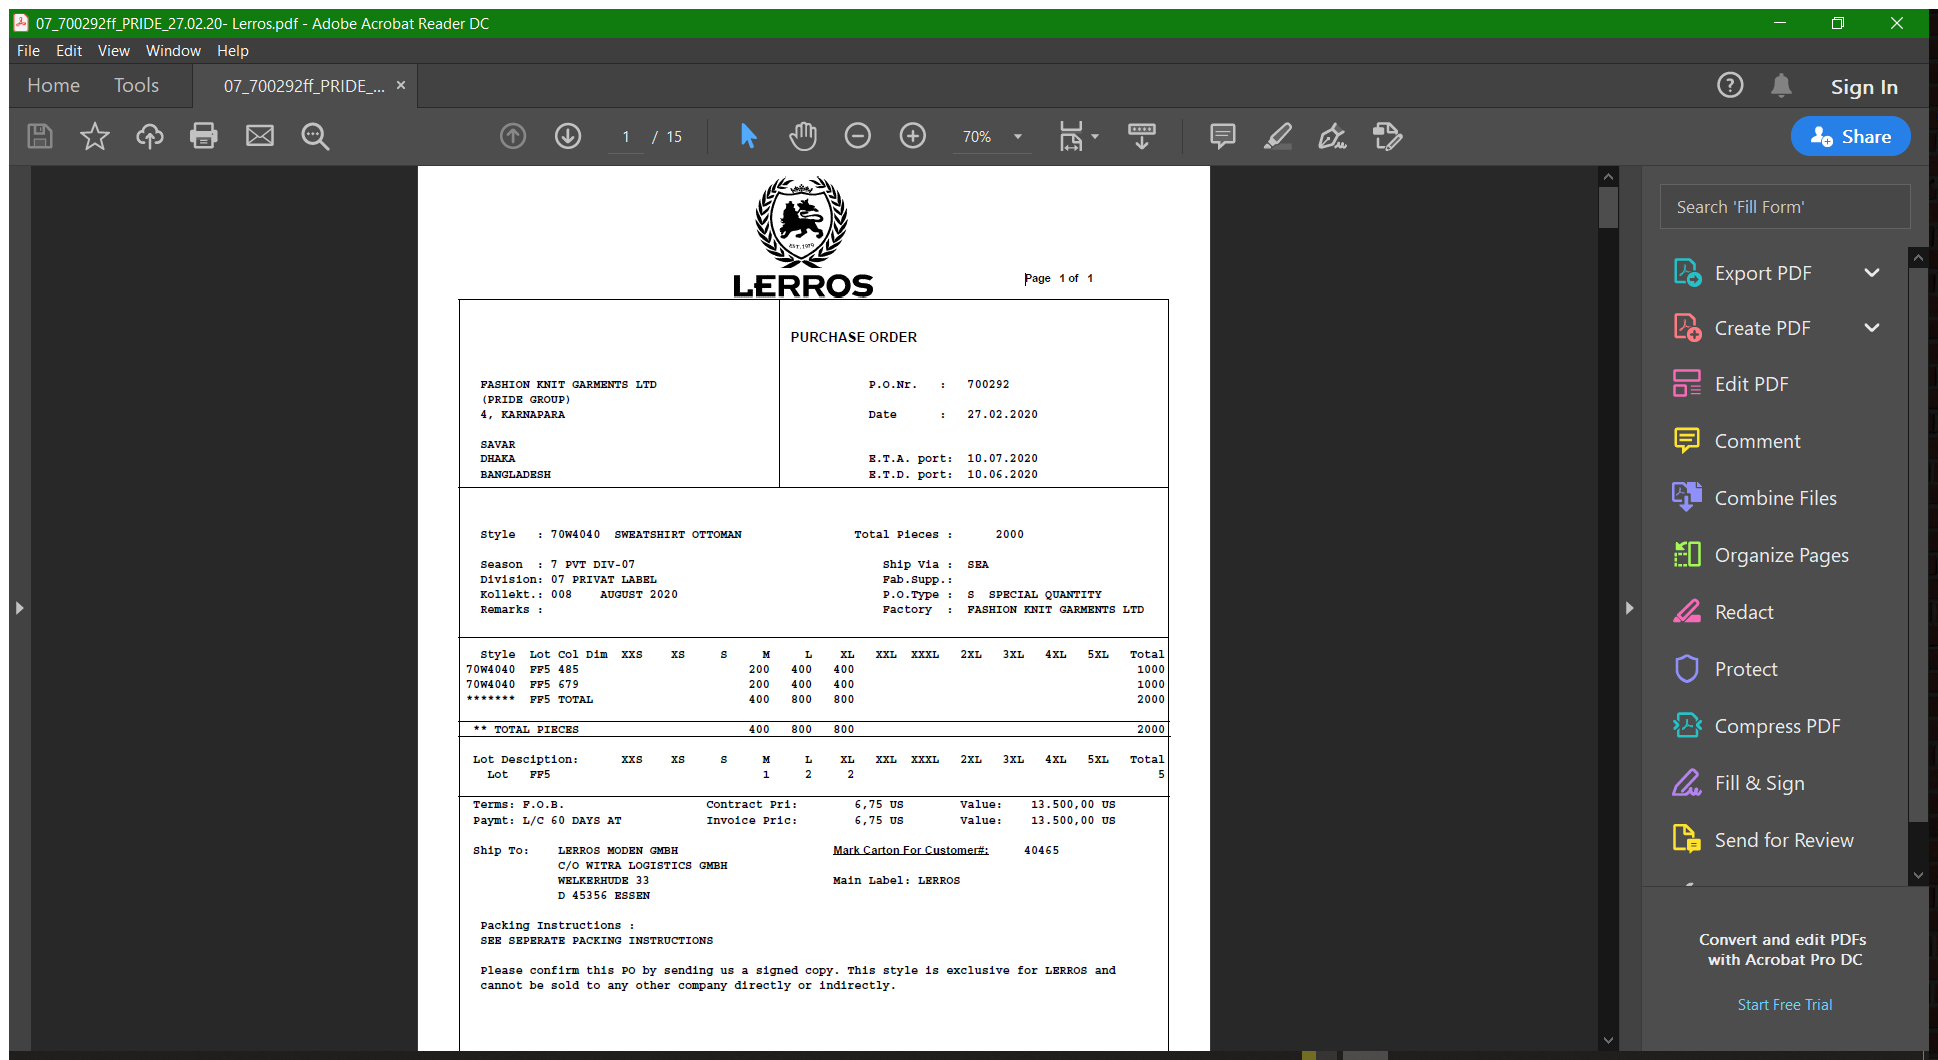 07_700292ff_PRIDE_27.02.20- Lerros.pdf - Adobe Acrobat Reader DC
File Edit View Window Help
Home Tools 07_700292ff_PRIDE_... × Sign In
1 / 15 70% Share
EST. 1979
LERROS
Page 1 of 1
PURCHASE ORDER
FASHION KNIT GARMENTS LTD P.O.Nr. : 700292
(PRIDE GROUP)
4, KARNAPARA Date : 27.02.2020
SAVAR
DHAKA E.T.A. port: 10.07.2020
BANGLADESH E.T.D. port: 10.06.2020
Style : 70W4040 SWEATSHIRT OTTOMAN Total Pieces : 2000
Season : 7 PVT DIV-07 Ship Via : SEA
Division: 07 PRIVAT LABEL Fab.Supp.:
Kollekt.: 008 AUGUST 2020 P.O.Type : S SPECIAL QUANTITY
Remarks : Factory : FASHION KNIT GARMENTS LTD
Style Lot Col Dim XXS XS S M L XL XXL XXXL 2XL 3XL 4XL 5XL Total
70W4040 FF5 485 200 400 400 1000
70W4040 FF5 679 200 400 400 1000
******* FF5 TOTAL 400 800 800 2000
** TOTAL PIECES 400 800 800 2000
Lot Desciption: XXS XS S M L XL XXL XXXL 2XL 3XL 4XL 5XL Total
Lot FF5 1 2 2 5
Terms: F.O.B. Contract Pri: 6,75 US Value: 13.500,00 US
Paymt: L/C 60 DAYS AT Invoice Pric: 6,75 US Value: 13.500,00 US
Ship To: LERROS MODEN GMBH Mark Carton For Customer#: 40465
C/O WITRA LOGISTICS GMBH
WELKERHUDE 33 Main Label: LERROS
D 45356 ESSEN
Packing Instructions :
SEE SEPERATE PACKING INSTRUCTIONS
Please confirm this PO by sending us a signed copy. This style is exclusive for LERROS and
cannot be sold to any other company directly or indirectly.
Search 'Fill Form'
Export PDF
Create PDF
Edit PDF
Comment
Combine Files
Organize Pages
Redact
Protect
Compress PDF
Fill & Sign
Send for Review
Convert and edit PDFs
with Acrobat Pro DC
Start Free Trial